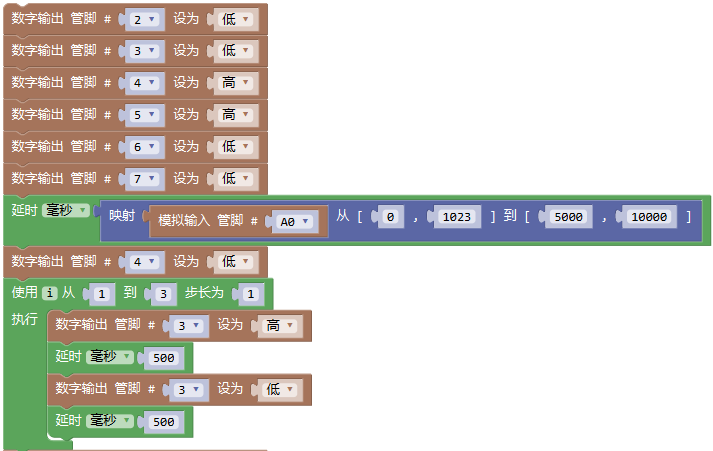 数字输出 管脚 # 2 设为 低
数字输出 管脚 # 3 设为 低
数字输出 管脚 # 4 设为 高
数字输出 管脚 # 5 设为 高
数字输出 管脚 # 6 设为 低
数字输出 管脚 # 7 设为 低
延时 毫秒 映射 模拟输入 管脚 # A0 从 [ 0 , 1023 ] 到 [ 5000 , 10000 ]
数字输出 管脚 # 4 设为 低
使用 i 从 1 到 3 步长为 1
执行 数字输出 管脚 # 3 设为 高
延时 毫秒 500
数字输出 管脚 # 3 设为 低
延时 毫秒 500